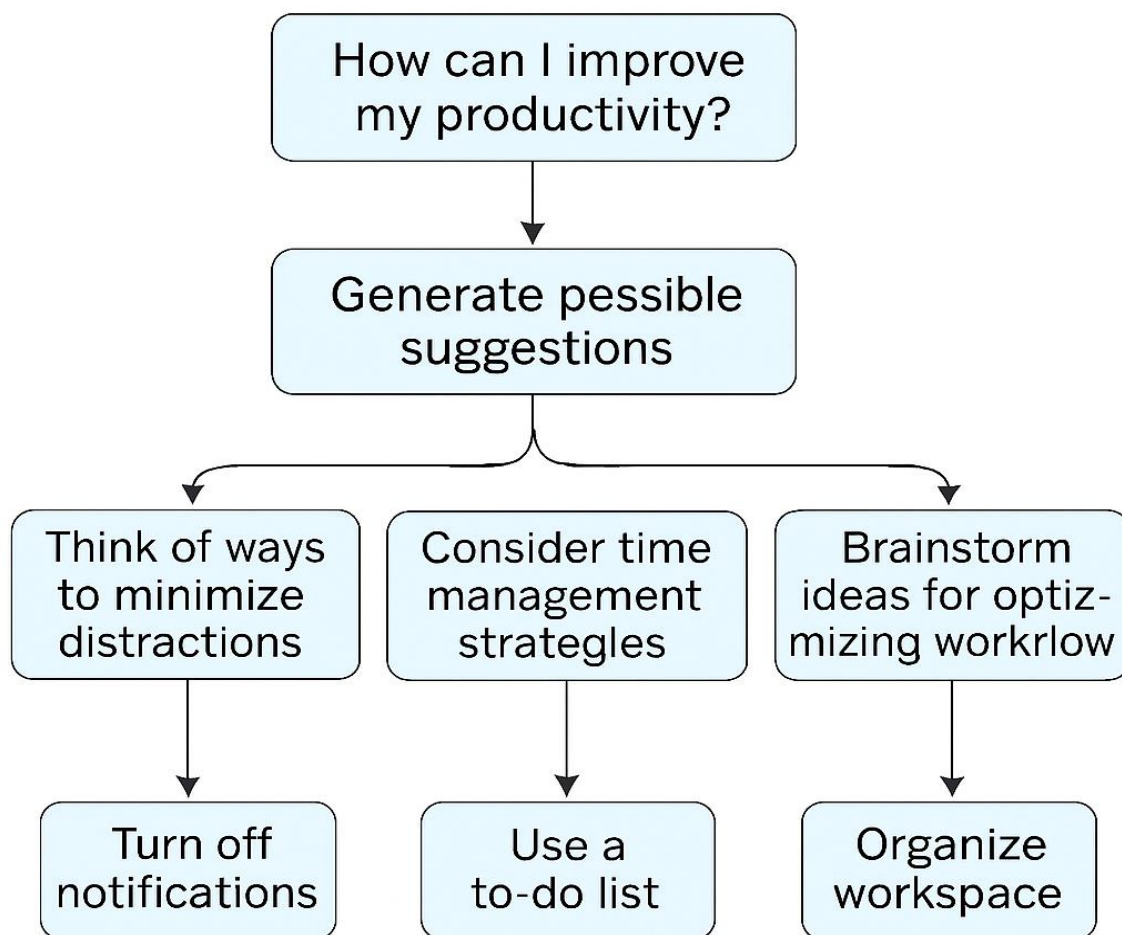 How can I improve
my productivity?
Generate pessible
suggestions
Think of ways
to minimize
distractions
Consider time
management
strategles
Brainstorm
ideas for optiz-
mizing workrlow
Turn off
notifications
Use a
to-do list
Organize
workspace